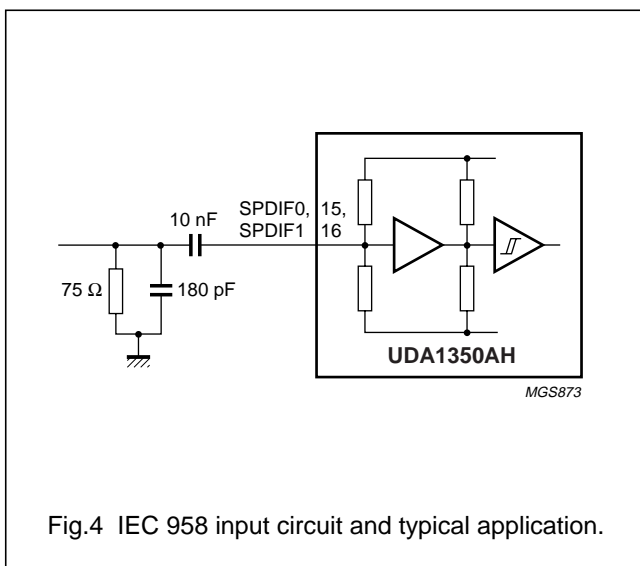 10 nF
SPDIF0, 15,
SPDIF1 16
75 Ω
180 pF
UDA1350AH
MGS873
Fig.4 IEC 958 input circuit and typical application.